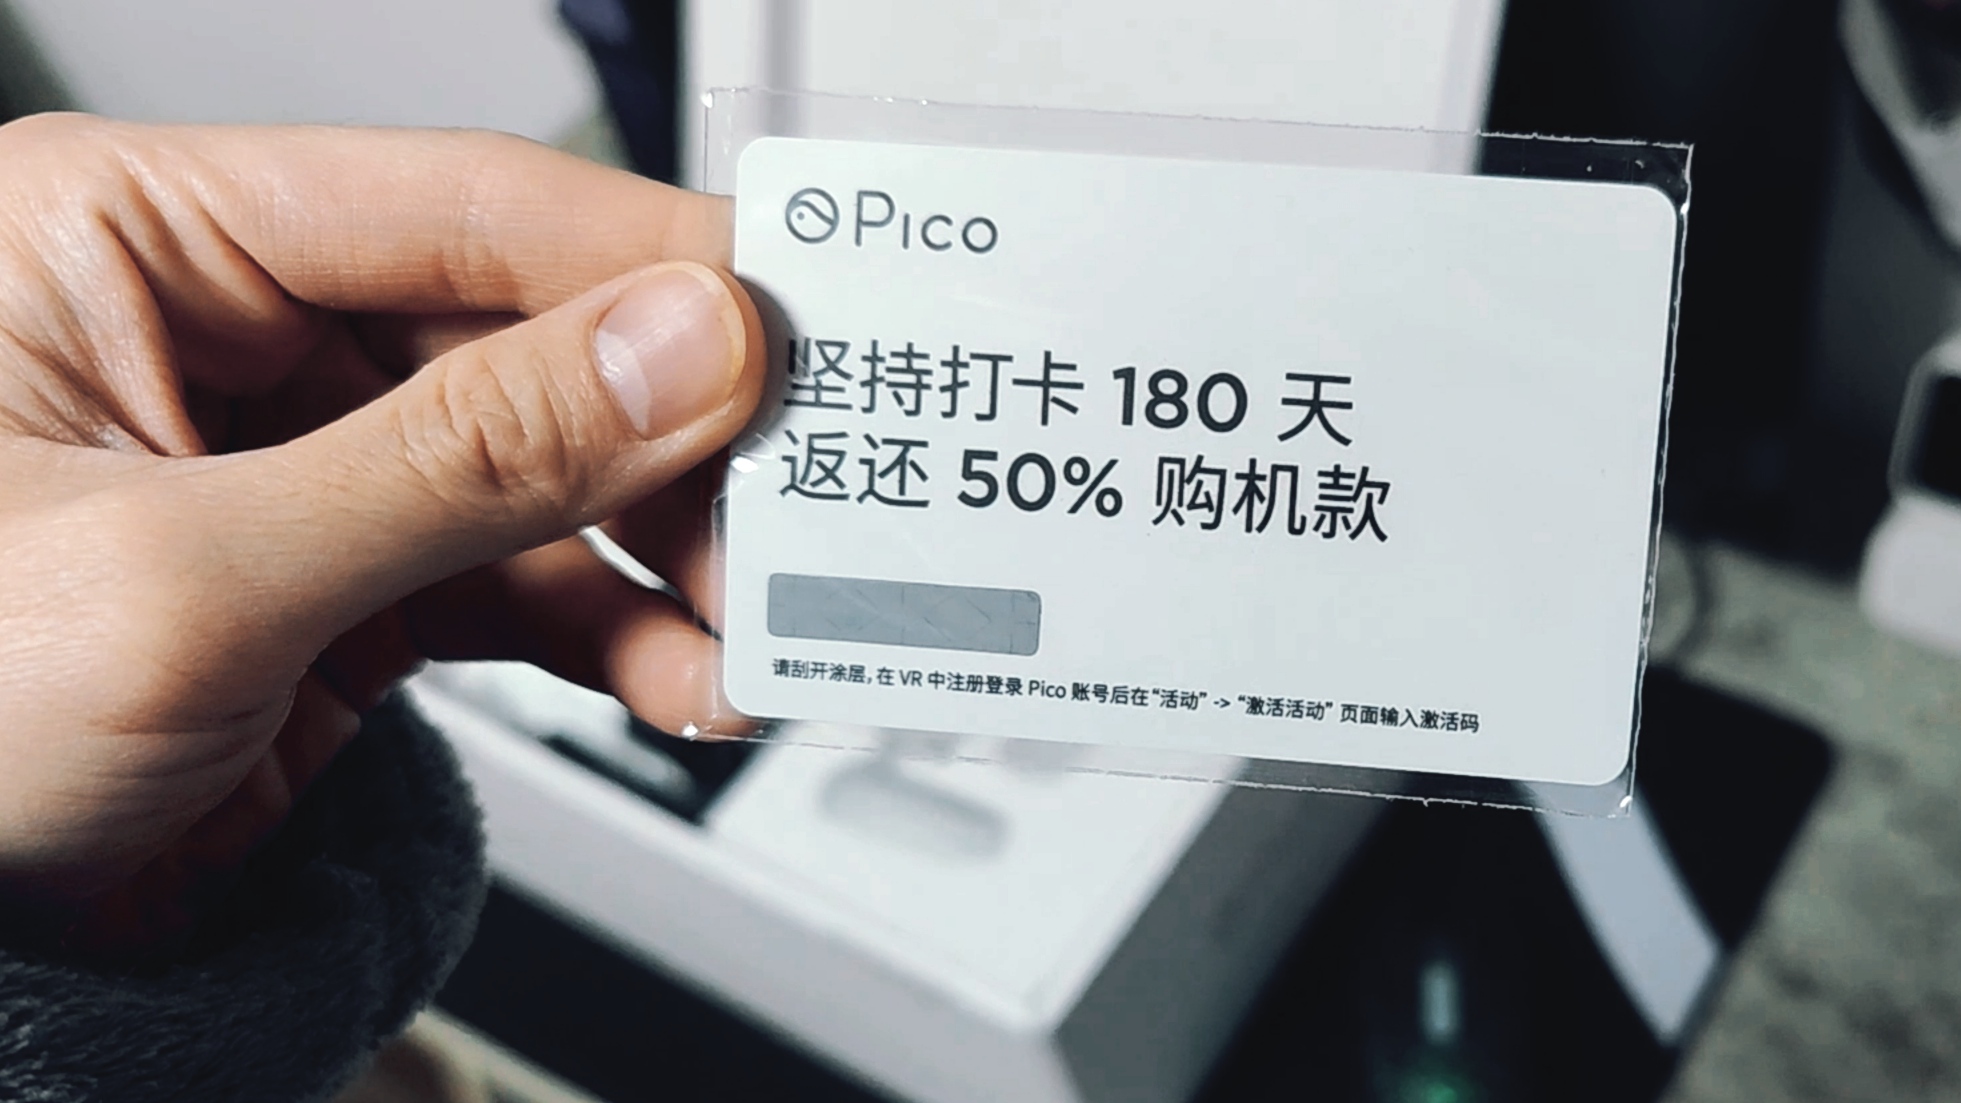 Pico
坚持打卡 180 天
返还 50% 购机款
请刮开涂层, 在 VR 中注册登录 Pico 账号后在“活动” -> “激活活动” 页面输入激活码